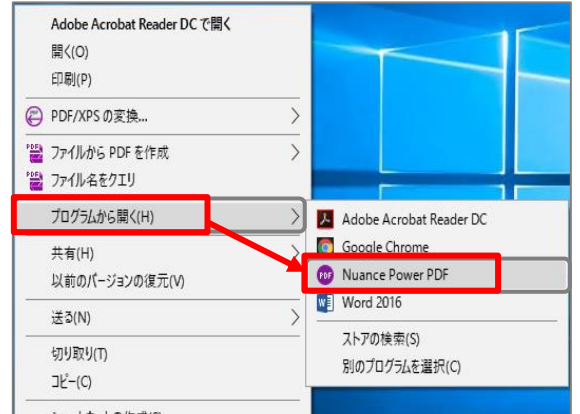 Adobe Acrobat Reader DC で開く
開く(O)
印刷(P)
PDF/XPS の変換...
ファイルから PDF を作成
ファイル名をクエリ
プログラムから開く(H)
共有(H)
以前のバージョンの復元(V)
送る(N)
切り取り(T)
コピー(C)
Adobe Acrobat Reader DC
Google Chrome
Nuance Power PDF
Word 2016
ストアの検索(S)
別のプログラムを選択(C)